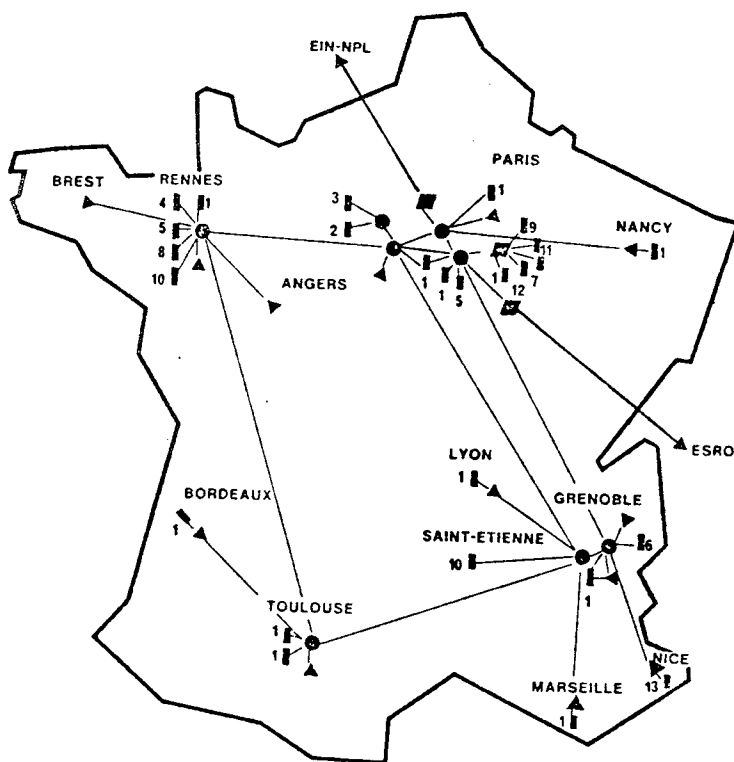 EIN-NPL
PARIS
BREST
RENNES
4
1
3
1
5
2
9
NANCY
8
11
1
10
ANGERS
1
1
5
1
12
7
ESRO
LYON
1
BORDEAUX
GRENOBLE
1
SAINT-ETIENNE
6
10
TOULOUSE
1
1
1
NICE
MARSEILLE
13
1